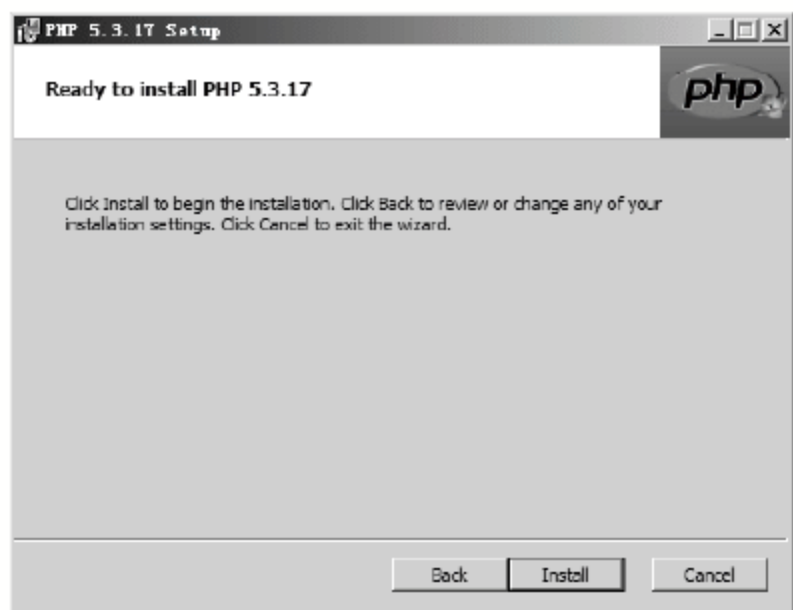 PHP 5.3.17 Setup
Ready to install PHP 5.3.17
php
Click Install to begin the installation. Click Back to review or change any of your
installation settings. Click Cancel to exit the wizard.
Back Install Cancel